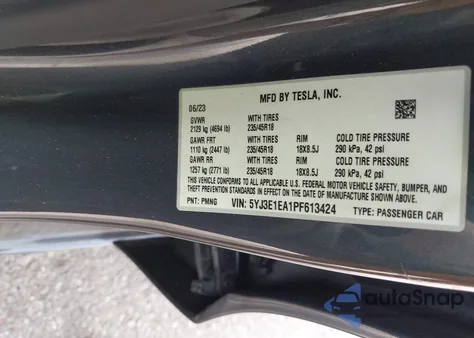 MFD BY TESLA, INC.
06/23
GVWR WITH TIRES
2129 kg (4694 lb) 235/45R18
GAWR FRT WITH TIRES RIM COLD TIRE PRESSURE
1110 kg (2447 lb) 235/45R18 18X8.5J 290 kPa, 42 psi
GAWR RR WITH TIRES RIM COLD TIRE PRESSURE
1257 kg (2771 lb) 235/45R18 18X8.5J 290 kPa, 42 psi
THIS VEHICLE CONFORMS TO ALL APPLICABLE U.S. FEDERAL MOTOR VEHICLE SAFETY, BUMPER, AND
THEFT PREVENTION STANDARDS IN EFFECT ON THE DATE OF MANUFACTURE SHOWN ABOVE.
PNT: PMNG VIN: 5YJ3E1EA1PF613424 TYPE: PASSENGER CAR
autoSnap